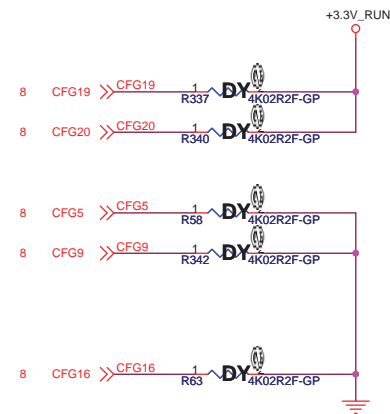 +3.3V_RUN
8 CFG19 CFG19 1 DY
R337 4K02R2F-GP
8 CFG20 CFG20 1 DY
R340 4K02R2F-GP
8 CFG5 CFG5 1 DY
R58 4K02R2F-GP
8 CFG9 CFG9 1 DY
R342 4K02R2F-GP
8 CFG16 CFG16 1 DY
R63 4K02R2F-GP